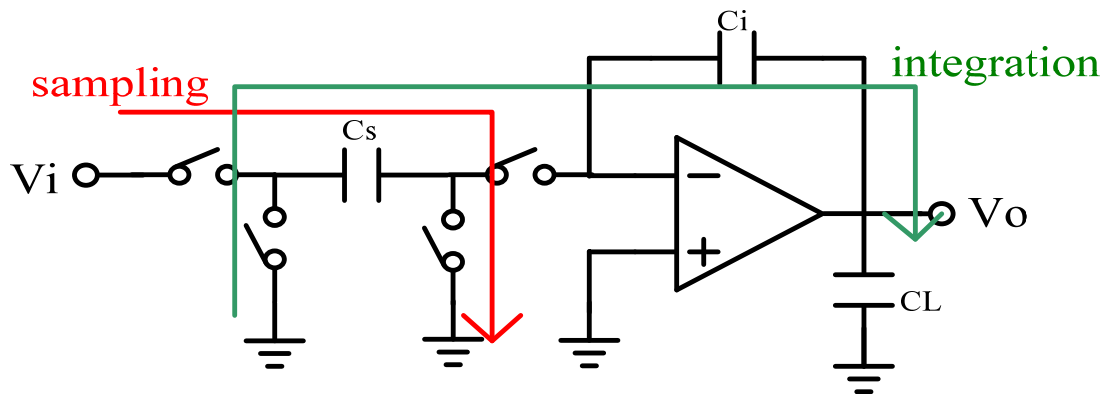 Ci
integration
sampling
Cs
Vi
Vo
CL